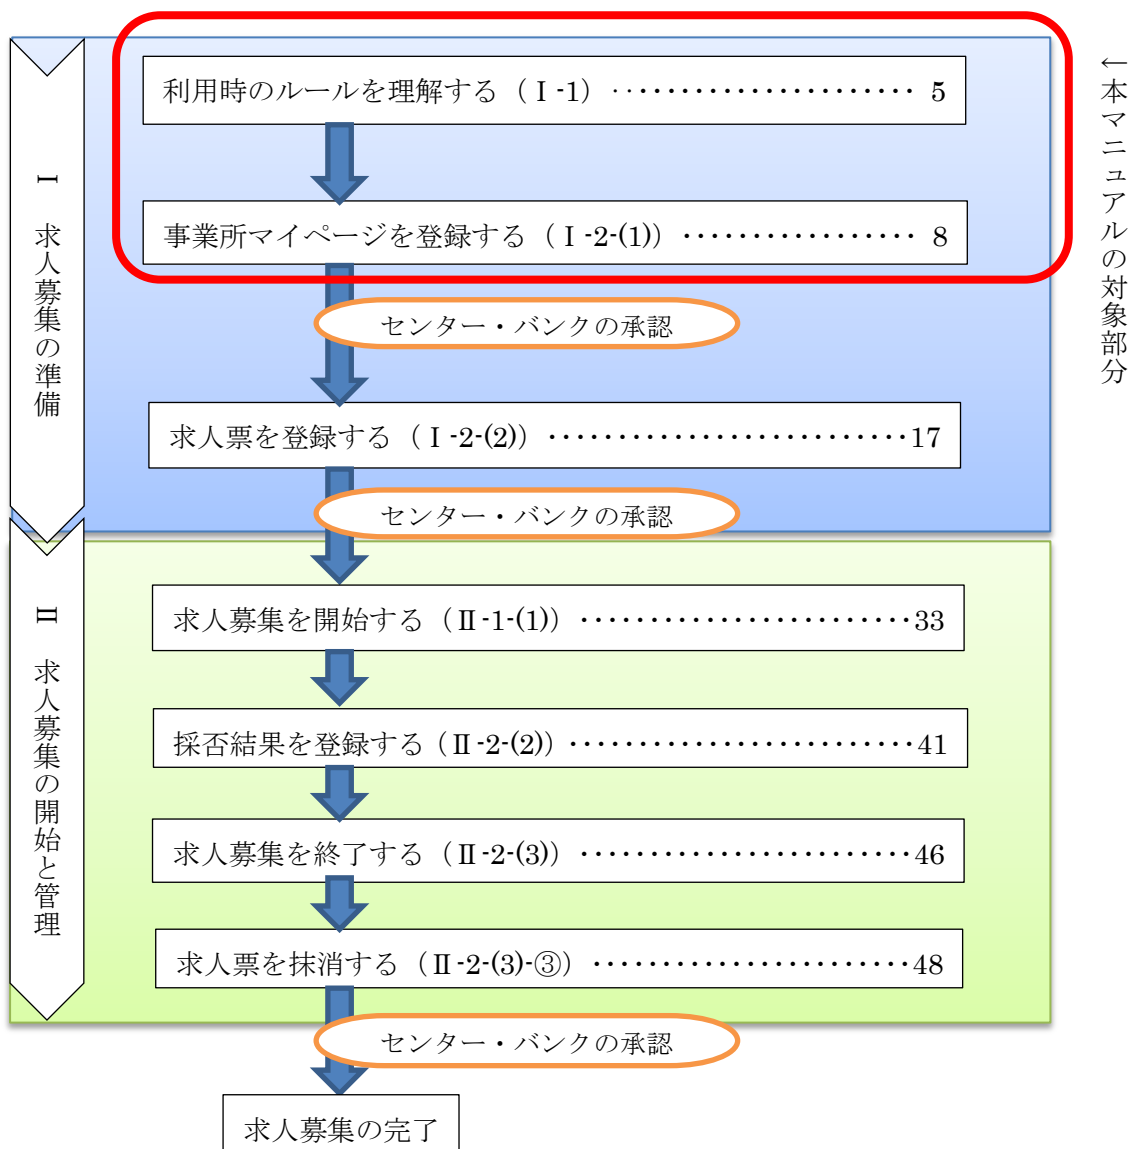 利用時のルールを理解する（Ⅰ-1）‥‥‥‥‥‥‥‥‥‥‥ 5
←本マニュアルの対象部分
Ⅰ　求人募集の準備
事業所マイページを登録する（Ⅰ-2-(1)）‥‥‥‥‥‥‥‥ 8
センター・バンクの承認
求人票を登録する（Ⅰ-2-(2)）‥‥‥‥‥‥‥‥‥‥‥‥‥17
センター・バンクの承認
Ⅱ　求人募集の開始と管理
求人募集を開始する（Ⅱ-1-(1)）‥‥‥‥‥‥‥‥‥‥‥‥33
採否結果を登録する（Ⅱ-2-(2)）‥‥‥‥‥‥‥‥‥‥‥‥41
求人募集を終了する（Ⅱ-2-(3)）‥‥‥‥‥‥‥‥‥‥‥‥46
求人票を抹消する（Ⅱ-2-(3)-③）‥‥‥‥‥‥‥‥‥‥‥48
センター・バンクの承認
求人募集の完了